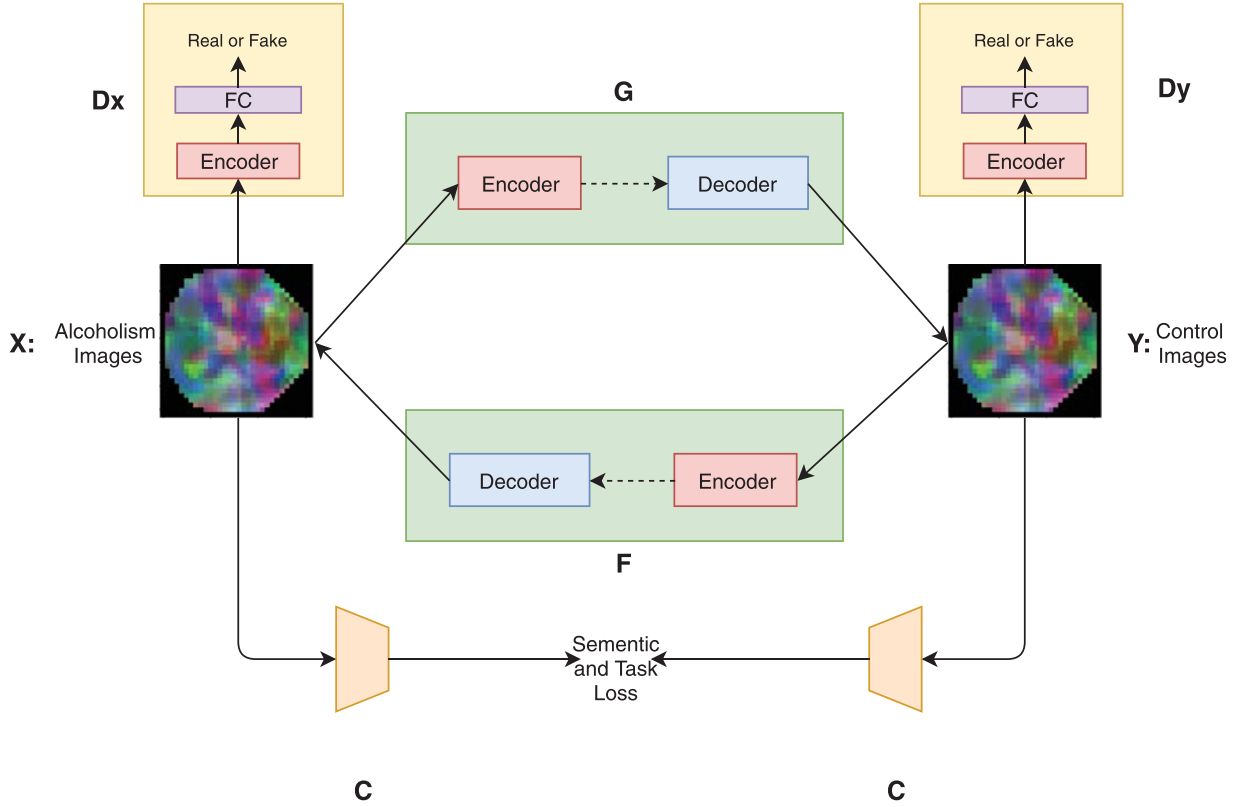 Real or Fake
FC
Encoder
Dx
G
Encoder
Decoder
Real or Fake
FC
Encoder
Dy
X:
Alcoholism
Images
Y:
Control
Images
Decoder
Encoder
F
Sementic
and Task
Loss
C
C